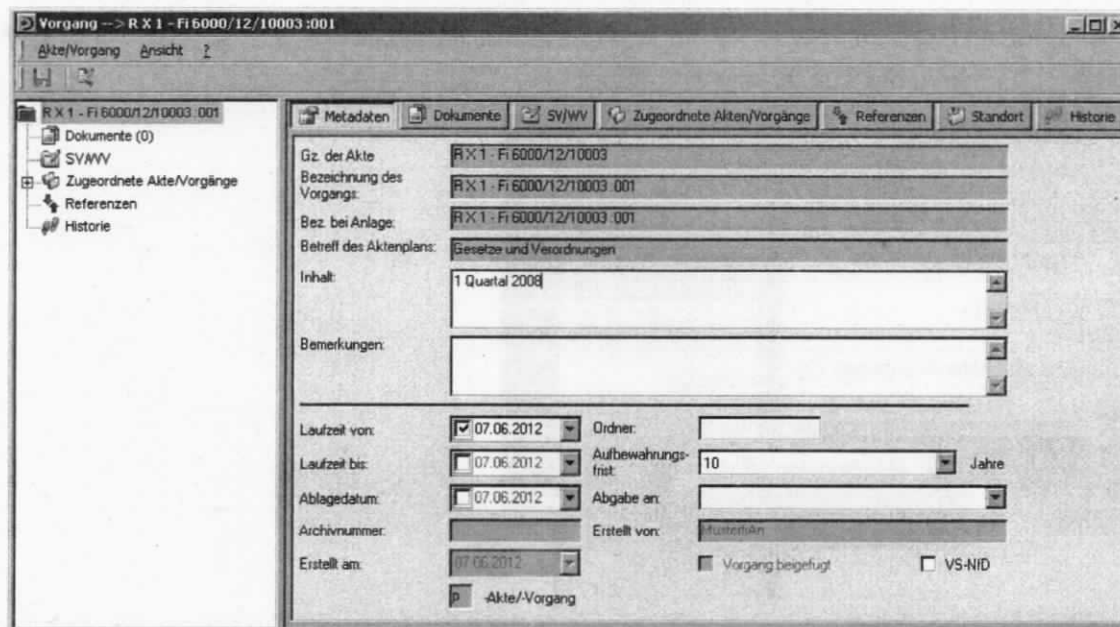 Vorgang --> R X 1 - Fi 6000/12/10003 :001
Akte/Vorgang Ansicht ?
R X 1 - Fi 6000/12/10003 :001
Dokumente (0)
SV/WV
Zugeordnete Akte/Vorgänge
Referenzen
Historie
Metadaten Dokumente SV/WV Zugeordnete Akten/Vorgänge Referenzen Standort Historie
Gz. der Akte R X 1 - Fi 6000/12/10003
Bezeichnung des
Vorgangs: R X 1 - Fi 6000/12/10003 :001
Bez. bei Anlage: R X 1 - Fi 6000/12/10003 :001
Betreff des Aktenplans: Gesetze und Verordnungen
Inhalt: 1 Quartal 2008
Bemerkungen:
Laufzeit von: 07.06.2012 Ordner:
Laufzeit bis: 07.06.2012 Aufbewahrungs-
frist: 10 Jahre
Ablagedatum: 07.06.2012 Abgabe an:
Archivnummer: Erstellt von:
Erstellt am: 07.06.2012 Vorgang beigefügt VS-NfD
p -Akte/-Vorgang